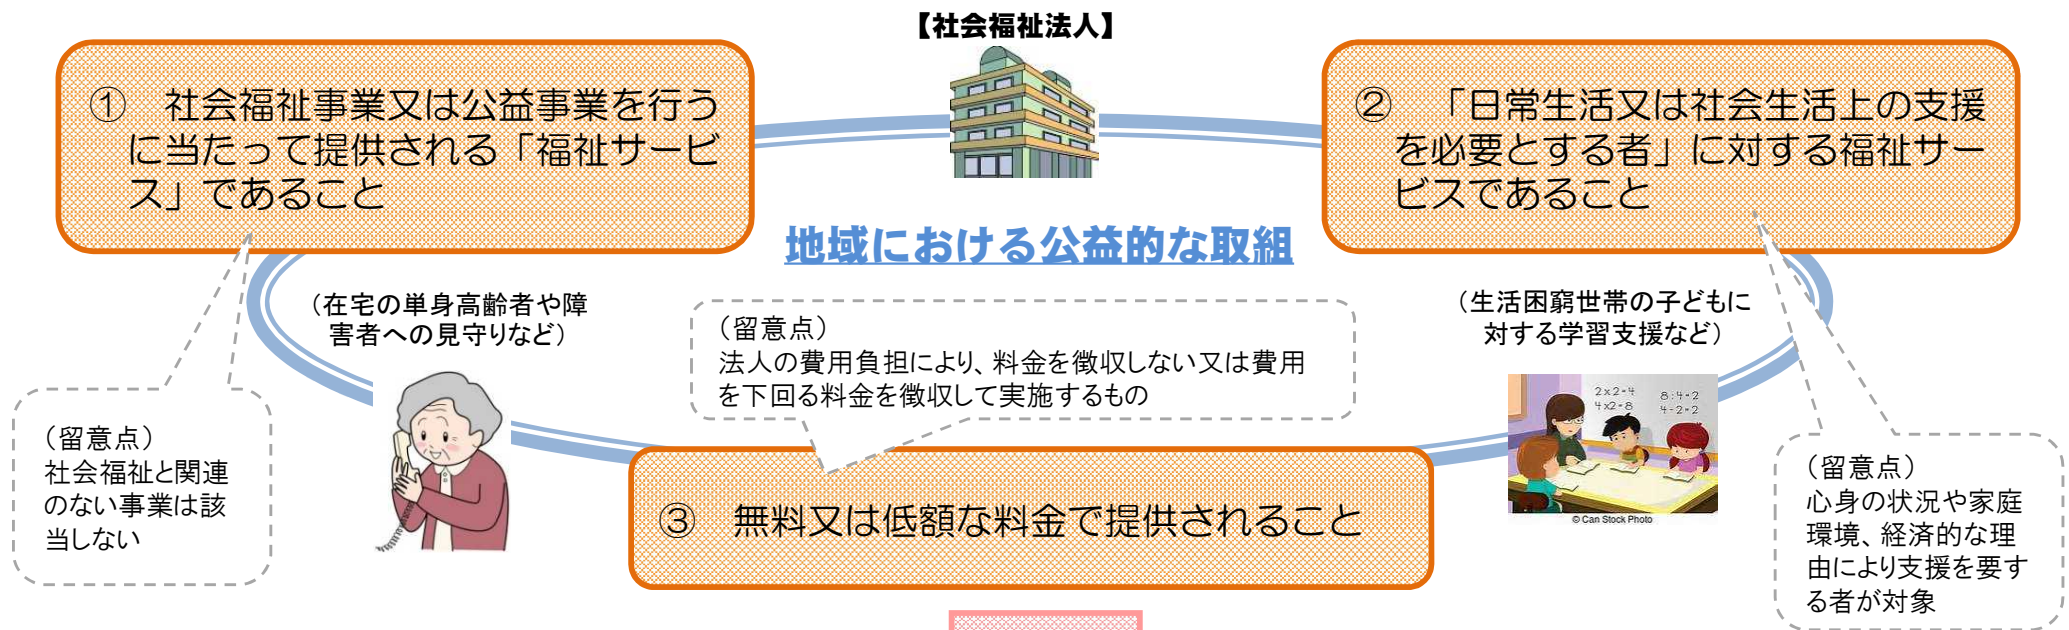 【社会福祉法人】
① 社会福祉事業又は公益事業を行う
に当たって提供される「福祉サービ
ス」であること
② 「日常生活又は社会生活上の支援
を必要とする者」に対する福祉サー
ビスであること
地域における公益的な取組
（在宅の単身高齢者や障
害者への見守りなど）
（留意点）
法人の費用負担により、料金を徴収しない又は費用
を下回る料金を徴収して実施するもの
（生活困窮世帯の子どもに
対する学習支援など）
2x2=4
4x2=8
8:4=2
4-2=2
© Can Stock Photo
（留意点）
社会福祉と関連
のない事業は該
当しない
③ 無料又は低額な料金で提供されること
（留意点）
心身の状況や家庭
環境、経済的な理
由により支援を要す
る者が対象